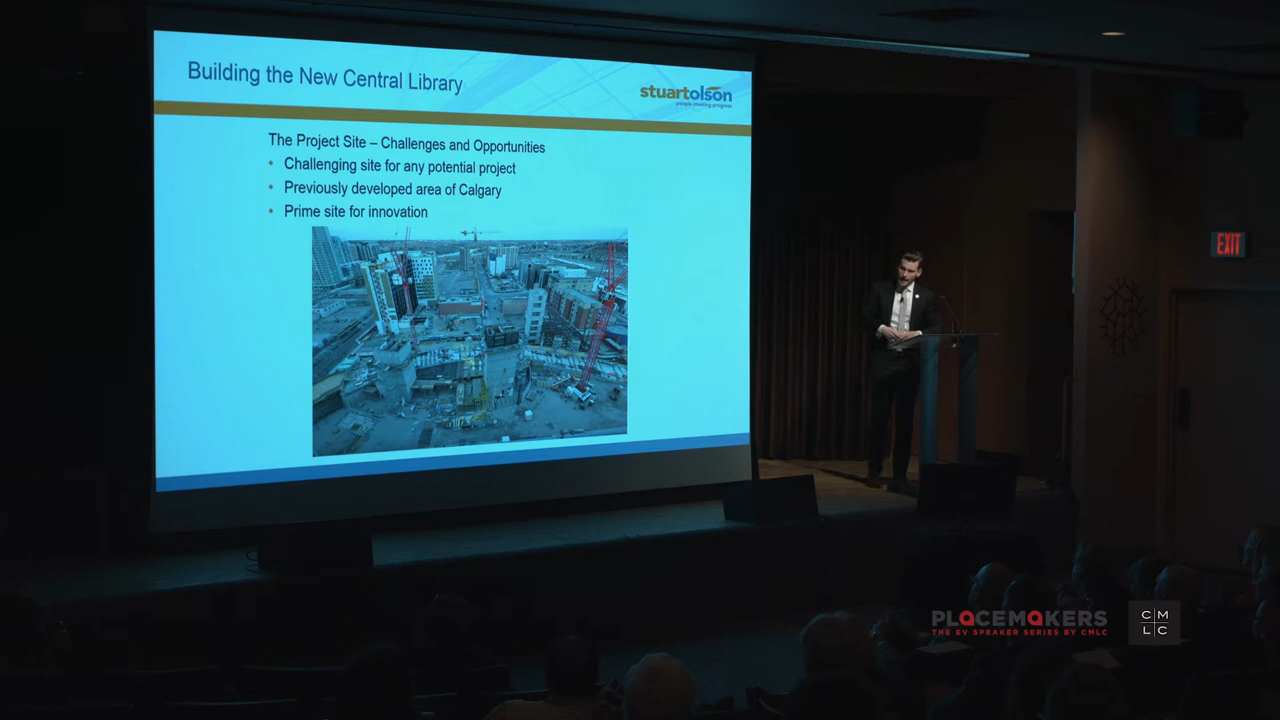 Building the New Central Library
stuartolson
people creating progress
The Project Site – Challenges and Opportunities
• Challenging site for any potential project
• Previously developed area of Calgary
• Prime site for innovation
EXIT
PLACEMAKERS
THE EV SPEAKER SERIES BY CMLC
CM
LC